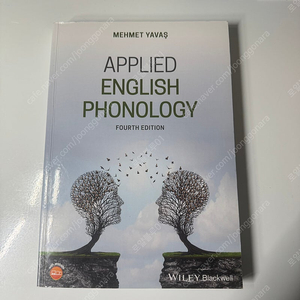 MEHMET YAVAŞ
APPLIED
ENGLISH
PHONOLOGY
FOURTH EDITION
WILEY Blackwell